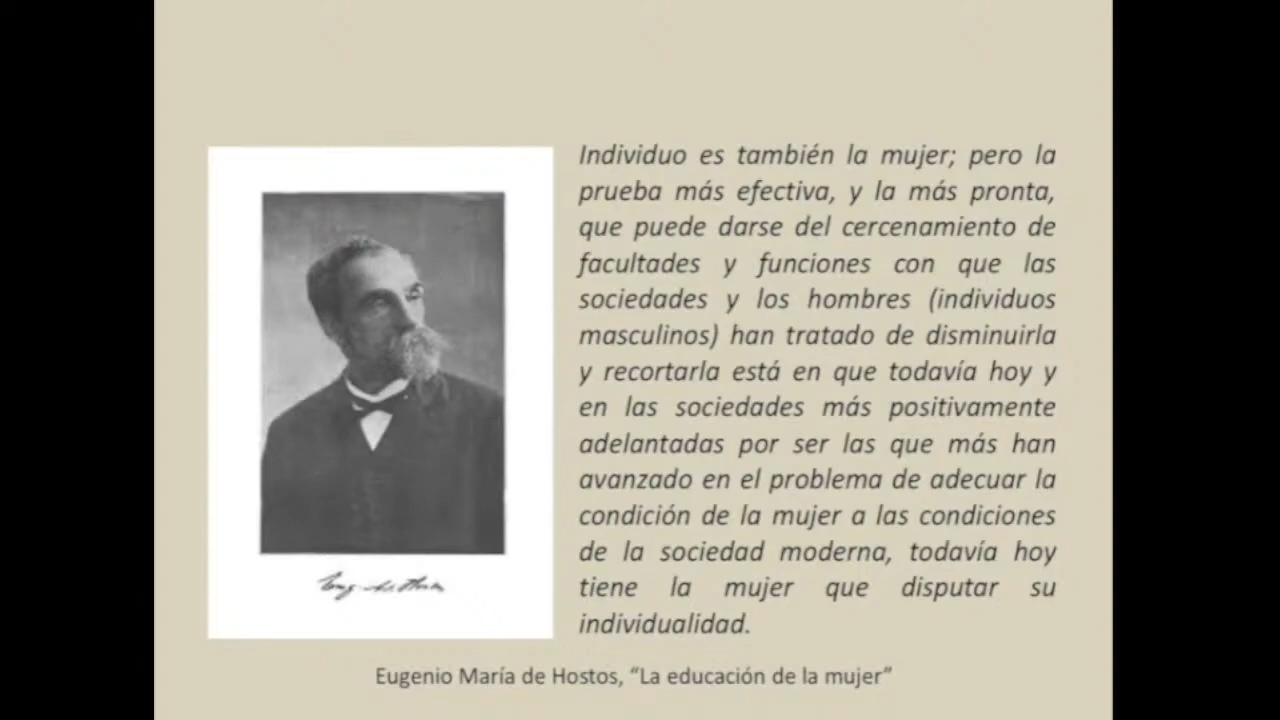 Individuo es también la mujer; pero la
prueba más efectiva, y la más pronta,
que puede darse del cercenamiento de
facultades y funciones con que las
sociedades y los hombres (individuos
masculinos) han tratado de disminuirla
y recortarla está en que todavía hoy y
en las sociedades más positivamente
adelantadas por ser las que más han
avanzado en el problema de adecuar la
condición de la mujer a las condiciones
de la sociedad moderna, todavía hoy
tiene la mujer que disputar su
individualidad.
Eugenio María de Hostos, “La educación de la mujer”